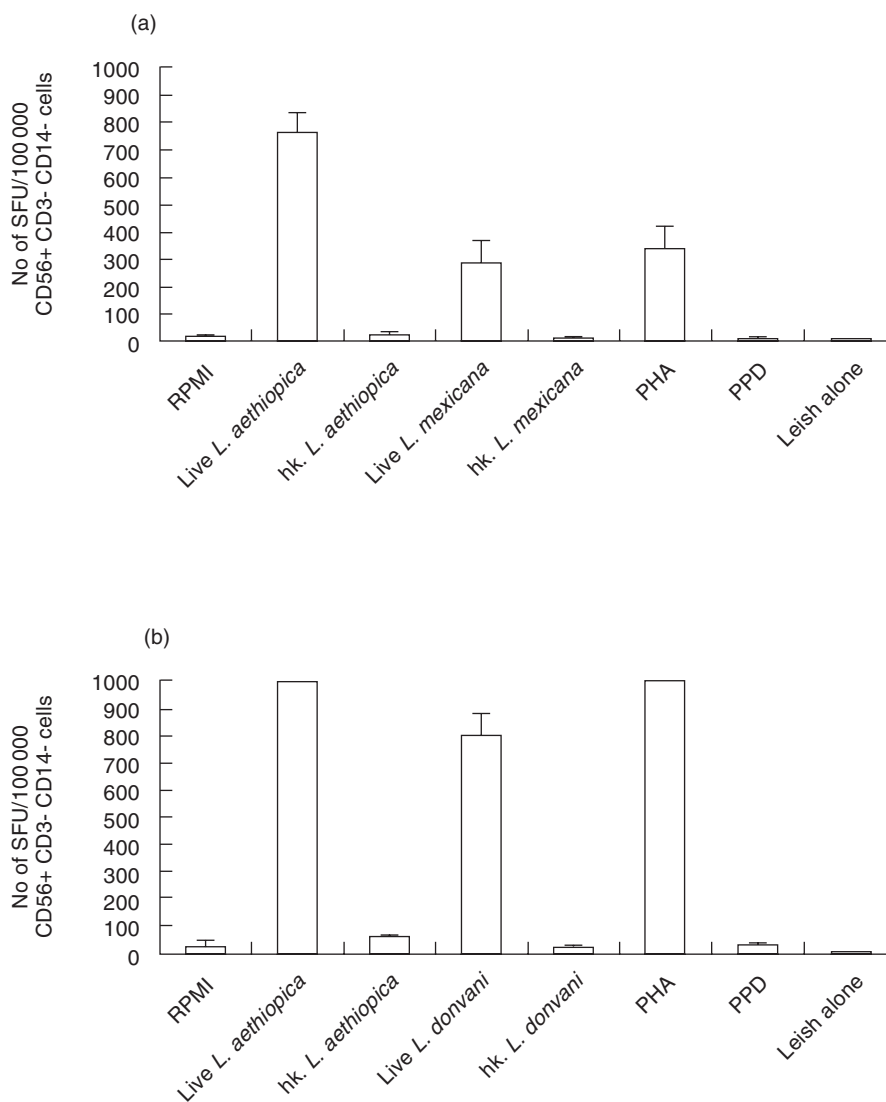 (a)
No of SFU/100 000
CD56+ CD3- CD14- cells
1000
900
800
700
600
500
400
300
200
100
0
RPMI
Live L. aethiopica
hk. L. aethiopica
Live L. mexicana
hk. L. mexicana
PHA
PPD
Leish alone
(b)
No of SFU/100 000
CD56+ CD3- CD14- cells
1000
900
800
700
600
500
400
300
200
100
0
RPMI
Live L. aethiopica
hk. L. aethiopica
Live L. donvani
hk. L. donvani
PHA
PPD
Leish alone